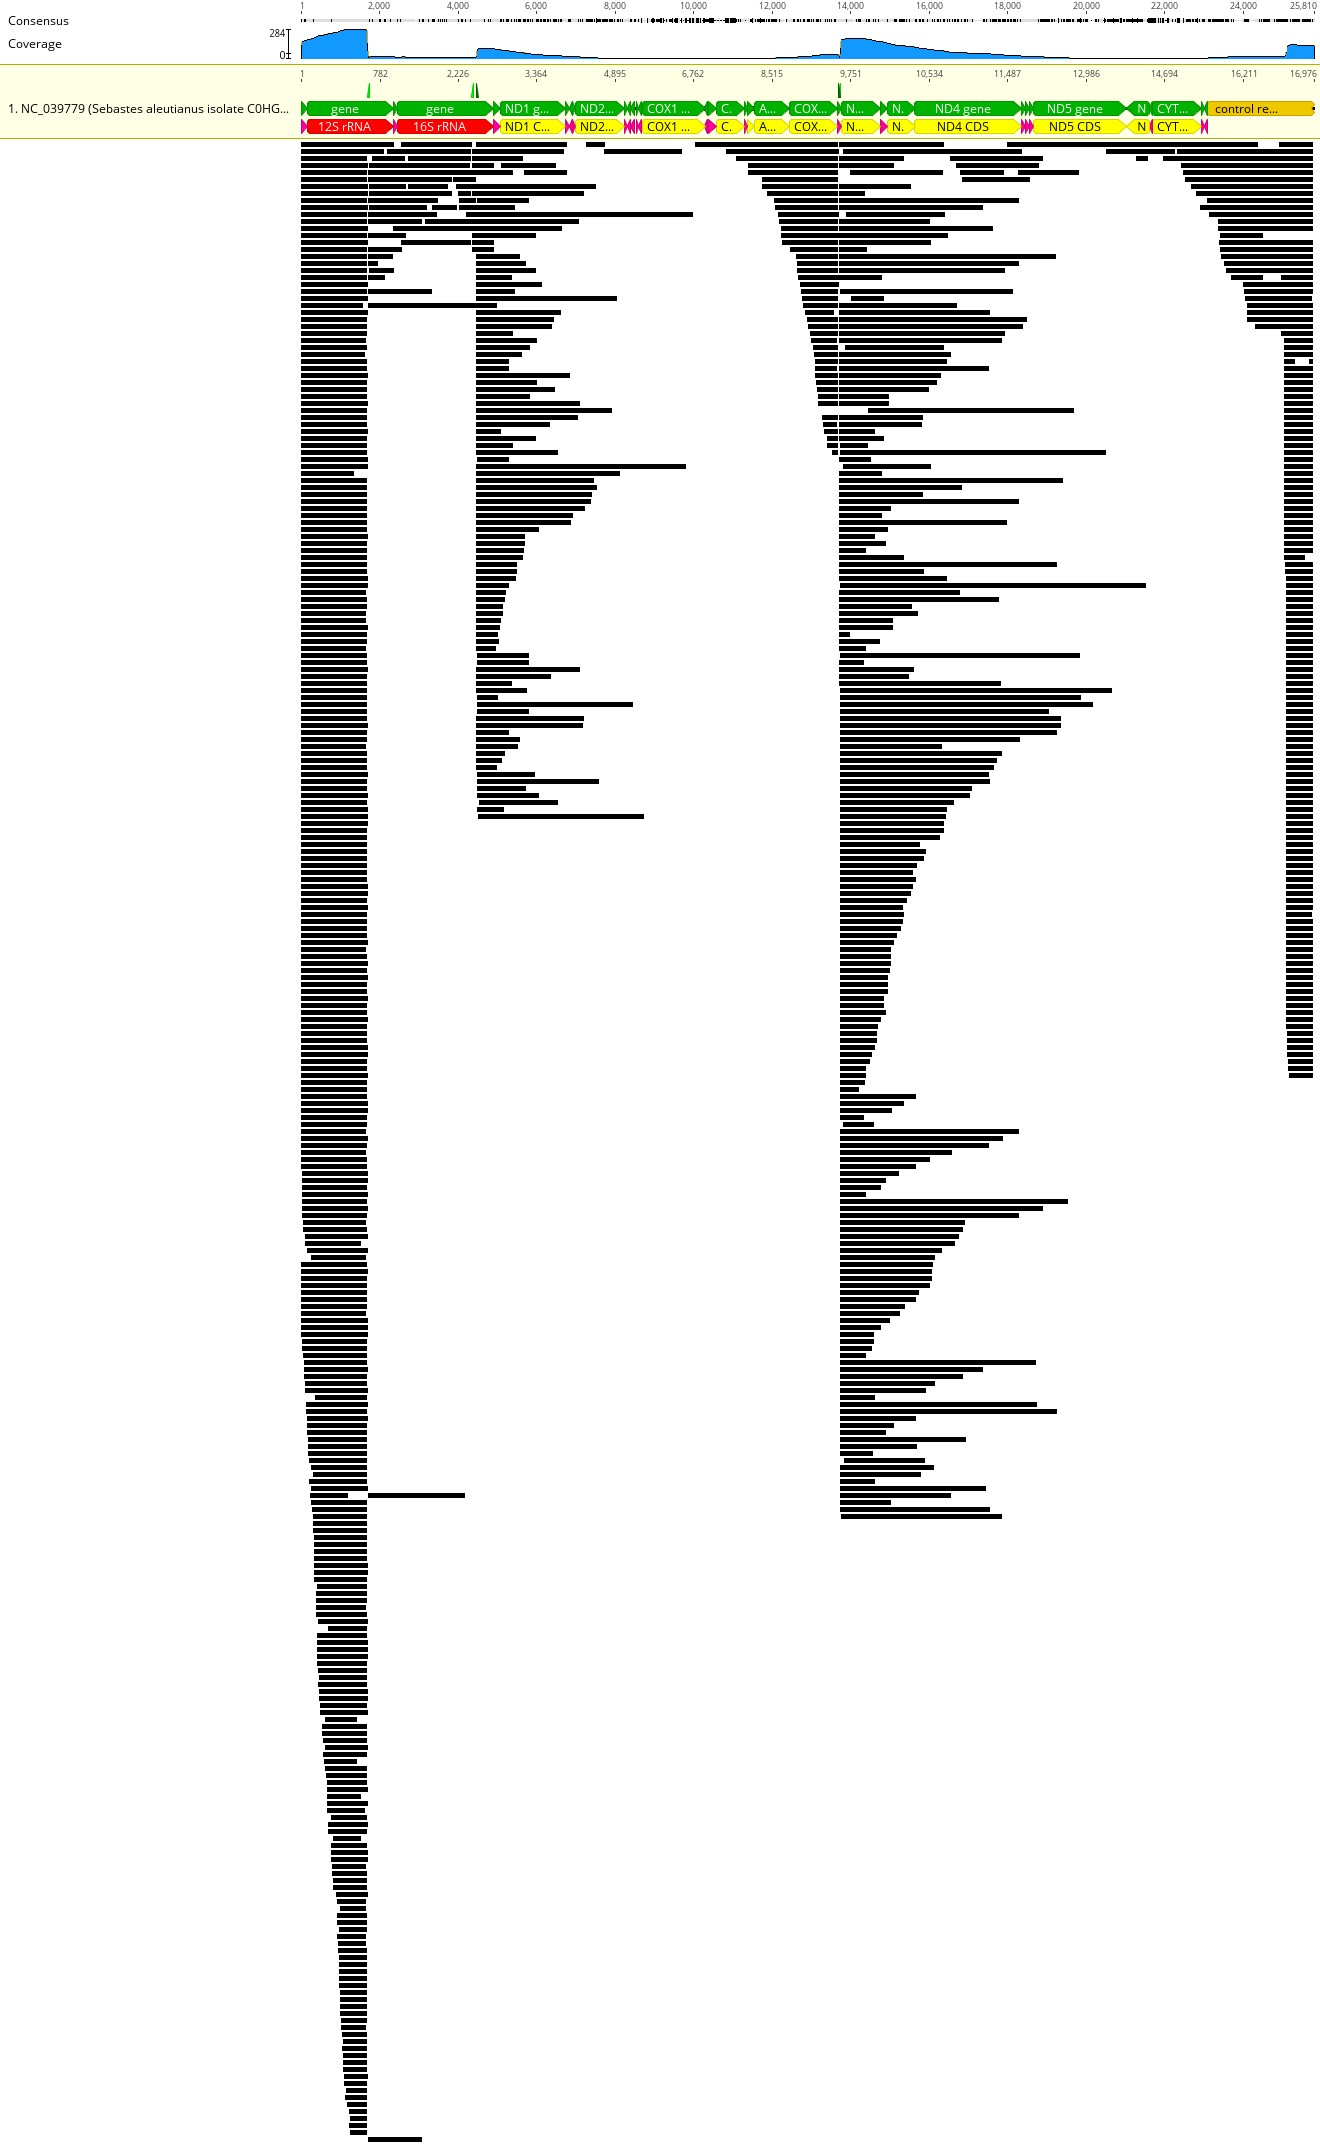 1 2,000 4,000 6,000 8,000 10,000 12,000 14,000 16,000 18,000 20,000 22,000 24,000 25,810
Consensus
284
Coverage
0
1 782 2,226 3,364 4,895 6,762 8,515 9,751 10,534 11,487 12,986 14,694 16,211 16,976
1. NC_039779 (Sebastes aleutianus isolate C0HG... gene gene ND1 g... ND2... COX1 ... C. A... COX... N... N. ND4 gene ND5 gene N CYT... control re...
12S rRNA 16S rRNA ND1 C... ND2... COX1 ... C. A... COX... N... N. ND4 CDS ND5 CDS N CYT...